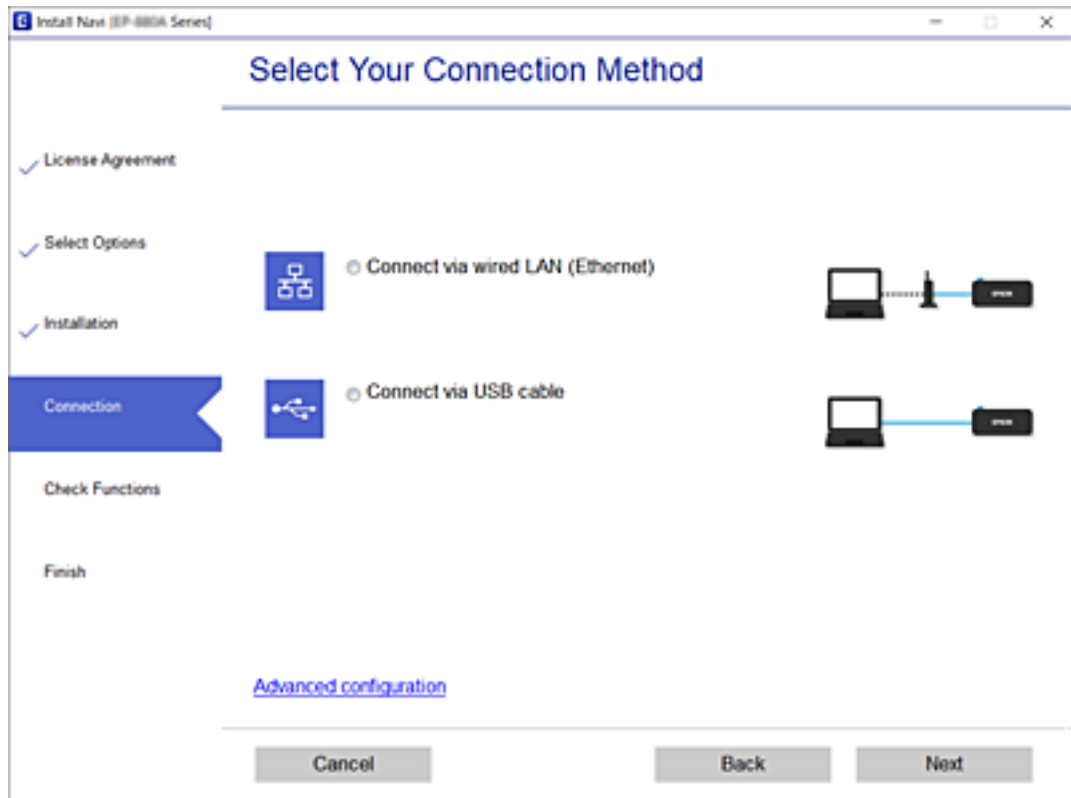 Install Navi [EP-880A Series]
Select Your Connection Method
License Agreement
Select Options
Installation
Connection
Check Functions
Finish
Connect via wired LAN (Ethernet)
Connect via USB cable
Advanced configuration
Cancel
Back
Next